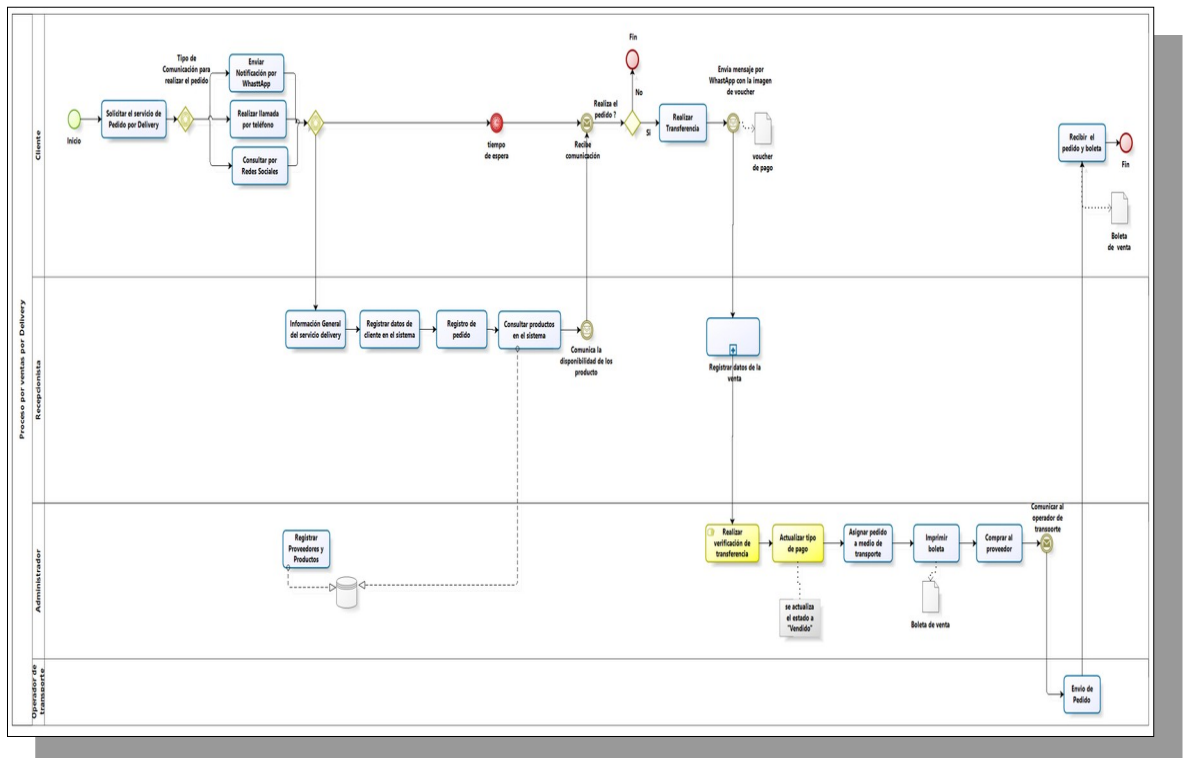 Proceso por ventas por Delivery
Cliente
Inicio
Solicitar el servicio de
Pedido por Delivery
Tipo de
Comunicación para
realizar el pedido
Enviar
Notificación por
WhasttApp
Realizar llamada
por teléfono
Consultar por
Redes Sociales
tiempo
de espera
Recibe
comunicación
Realiza el
pedido ?
Fin
No
Si
Realizar
Transferencia
Envia mensaje por
WhastApp con la imagen
de voucher
voucher
de pago
Recibir el
pedido y boleta
Fin
Boleta
de venta
Recepcionista
Información General
del servicio delivery
Registrar datos de
cliente en el sistema
Registro de
pedido
Consultar productos
en el sistema
Comunica la
disponibilidad de los
producto
Registrar datos de la
venta
Administrador
Registrar
Proveedores y
Productos
Realizar
verificación de
transferencia
Actualizar tipo
de pago
se actualiza
el estado a
"Vendido"
Asignar pedido
a medio de
transporte
Imprimir
boleta
Boleta de venta
Comprar al
proveedor
Comunicar al
operador de
transoorte
Operador de
transporte
Envio de
Pedido